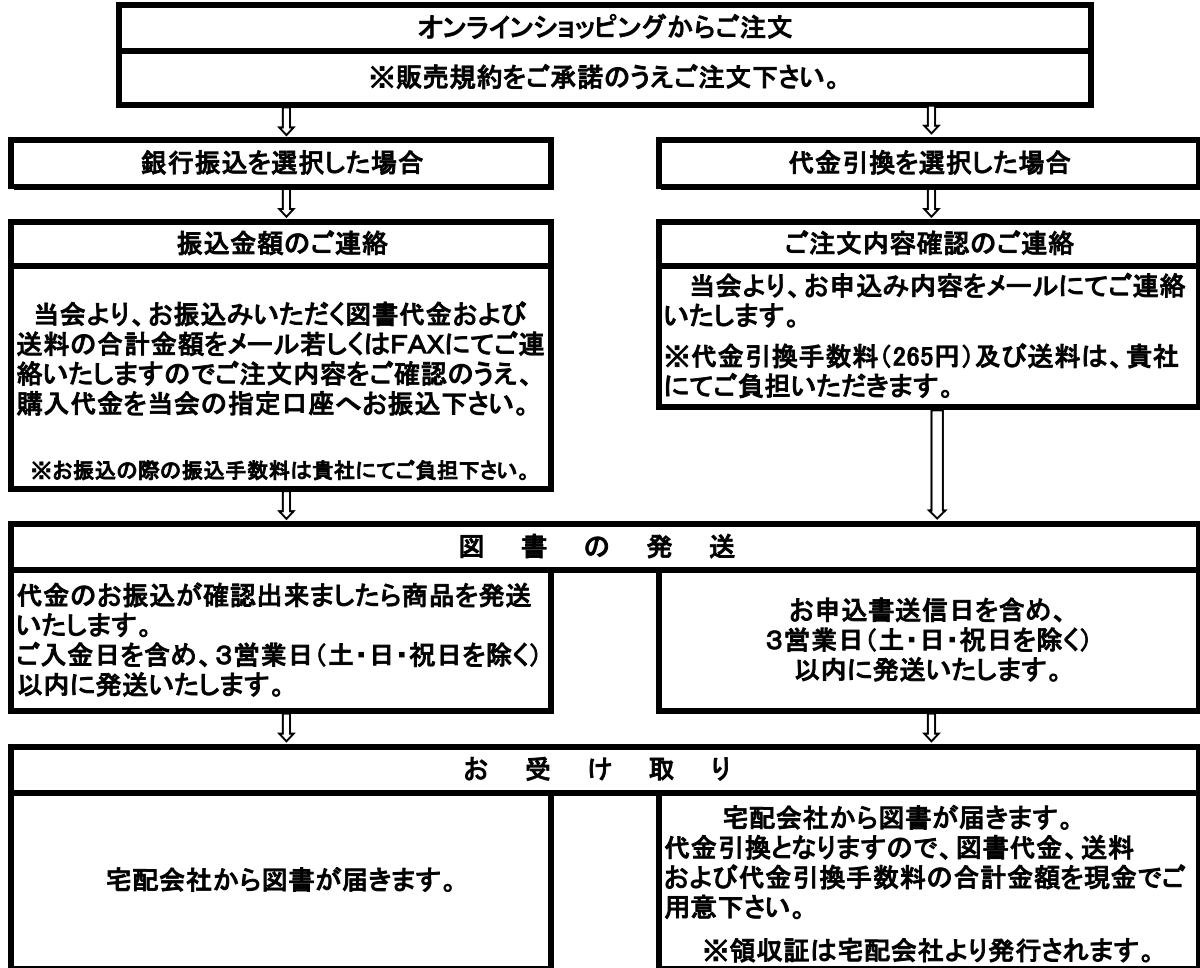 オンラインショッピングからご注文
※販売規約をご承諾のうえご注文下さい。
銀行振込を選択した場合
代金引換を選択した場合
振込金額のご連絡
当会より、お振込みいただく図書代金および
送料の合計金額をメール若しくはFAXにてご連
絡いたしますのでご注文内容をご確認のうえ、
購入代金を当会の指定口座へお振込下さい。
※お振込の際の振込手数料は貴社にてご負担下さい。
ご注文内容確認のご連絡
当会より、お申込み内容をメールにてご連絡
いたします。
※代金引換手数料(265円)及び送料は、貴社
にてご負担いただきます。
図 書 の 発 送
代金のお振込が確認出来ましたら商品を発送
いたします。
ご入金日を含め、3営業日(土・日・祝日を除く)
以内に発送いたします。
お申込書送信日を含め、
3営業日(土・日・祝日を除く)
以内に発送いたします。
お 受 け 取 り
宅配会社から図書が届きます。
宅配会社から図書が届きます。
代金引換となりますので、図書代金、送料
および代金引換手数料の合計金額を現金でご
用意下さい。
※領収証は宅配会社より発行されます。